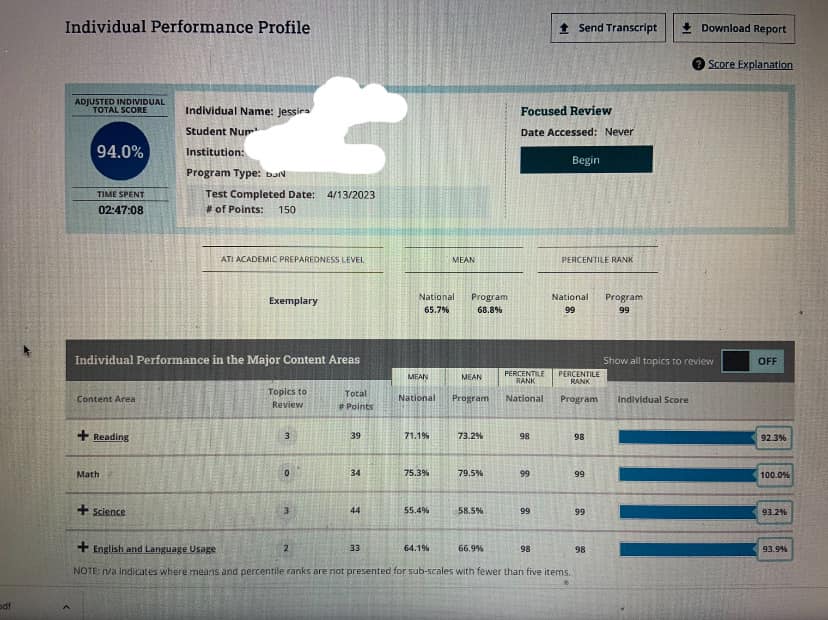 Individual Performance Profile
Send Transcript
Download Report
? Score Explanation
ADJUSTED INDIVIDUAL
TOTAL SCORE
94.0%
TIME SPENT
02:47:08
Individual Name: Jessica
Student
Institution:
Program Type: BSN
Test Completed Date: 4/13/2023
# of Points: 150
Focused Review
Date Accessed: Never
Begin
ATI ACADEMIC PREPAREDNESS LEVEL
Exemplary
MEAN
National Program
65.7% 68.8%
PERCENTILE RANK
National Program
99 99
Individual Performance in the Major Content Areas
Show all topics to review OFF
MEAN MEAN PERCENTILE RANK PERCENTILE RANK
Content Area Topics to Review Total # Points National Program National Program Individual Score
+ Reading 3 39 71.1% 73.2% 98 98 92.3%
Math 0 34 75.3% 79.5% 99 99 100.0%
+ Science 3 44 55.4% 58.5% 99 99 93.2%
+ English and Language Usage 2 33 64.1% 66.9% 98 98 93.9%
NOTE: n/a indicates where means and percentile ranks are not presented for sub-scales with fewer than five items.